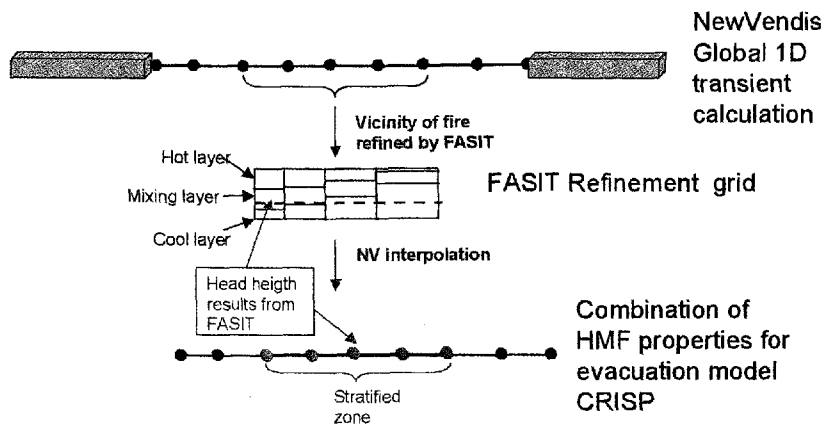 NewVendis
Global 1D
transient
calculation
Vicinity of fire
refined by FASIT
Hot layer
Mixing layer
Cool layer
FASIT Refinement grid
NV interpolation
Head heigth
results from
FASIT
Combination of
HMF properties for
evacuation model
CRISP
Stratified
zone